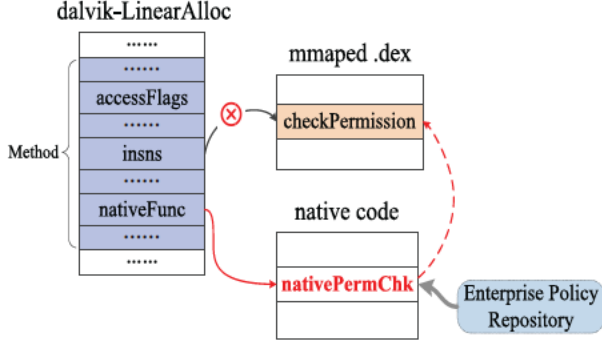 dalvik-LinearAlloc
......
......
accessFlags
......
insns
......
nativeFunc
......
......
Method
mmaped .dex
checkPermission
native code
nativePermChk
Enterprise Policy
Repository